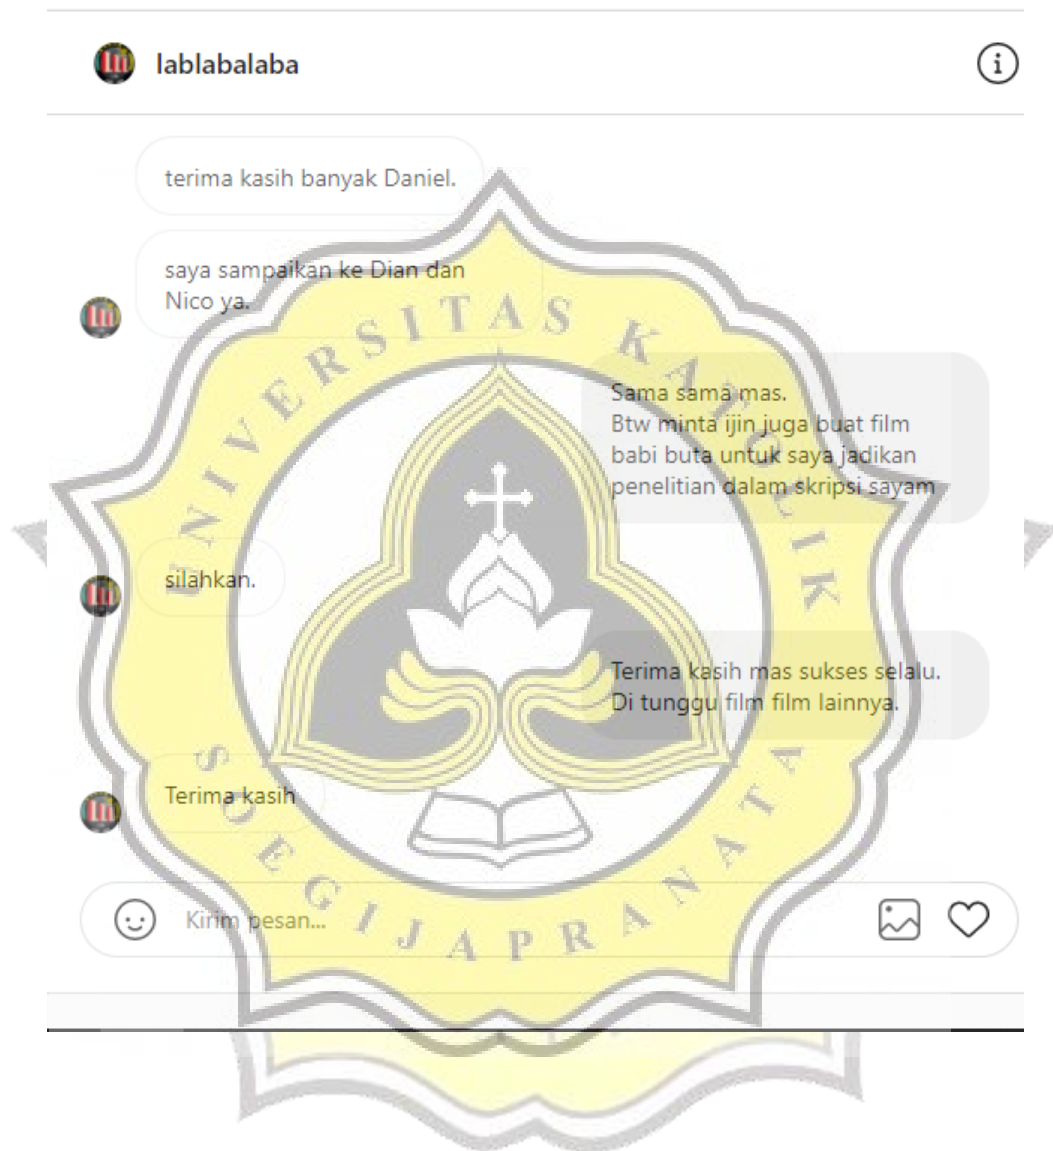 lablabalaba
terima kasih banyak Daniel.
saya sampaikan ke Dian dan
Nico ya.
Sama sama mas.
Btw minta ijin juga buat film
babi buta untuk saya jadikan
penelitian dalam skripsi sayam
silahkan.
Terima kasih mas sukses selalu.
Di tunggu film film lainnya.
Terima kasih
Kirim pesan...
UNIVERSITAS KATOLIK
SOEGIJAPRANATA